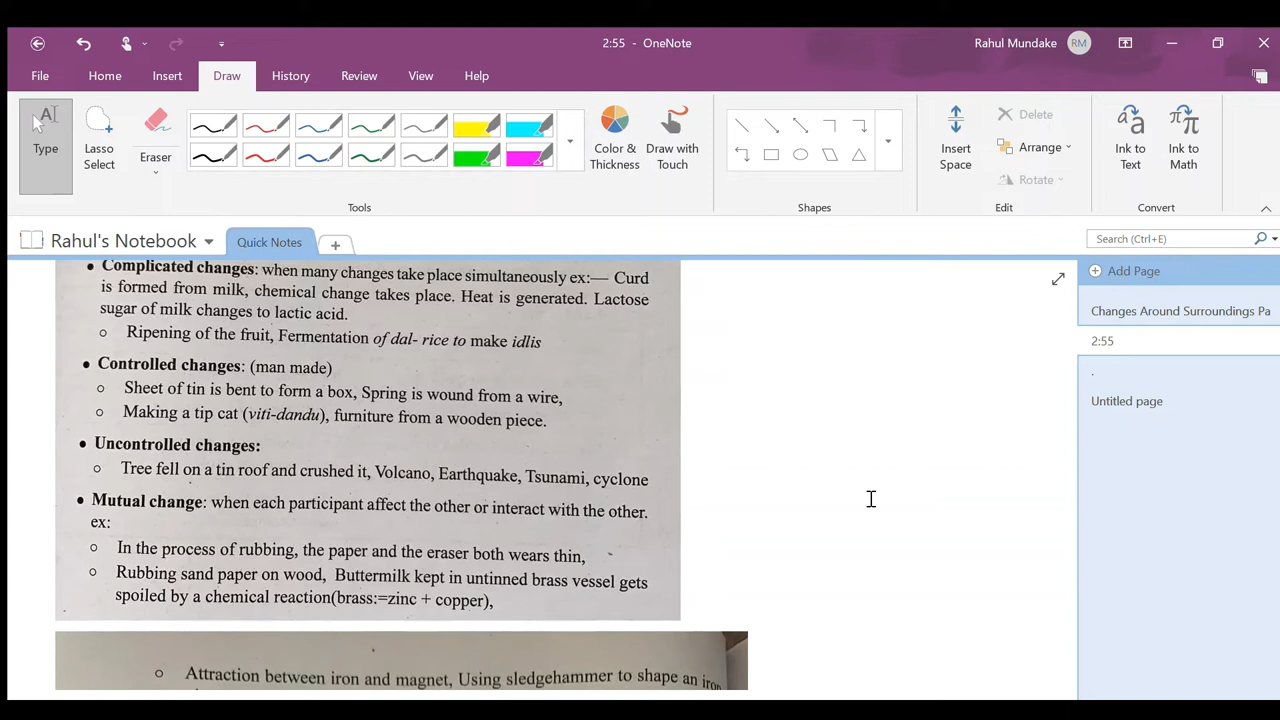 2:55 - OneNote
Rahul Mundake
RM
File Home Insert Draw History Review View Help
Type
Lasso Select
Eraser
Color & Thickness
Draw with Touch
Insert Space
Delete
Arrange
Rotate
Ink to Text
Ink to Math
Tools
Shapes
Edit
Convert
Rahul's Notebook
Quick Notes
Search (Ctrl+E)
Add Page
Changes Around Surroundings Pa
2:55
.
Untitled page
• Complicated changes: when many changes take place simultaneously ex:— Curd
is formed from milk, chemical change takes place. Heat is generated. Lactose
sugar of milk changes to lactic acid.
○ Ripening of the fruit, Fermentation of dal- rice to make idlis
• Controlled changes: (man made)
○ Sheet of tin is bent to form a box, Spring is wound from a wire,
○ Making a tip cat (viti-dandu), furniture from a wooden piece.
• Uncontrolled changes:
○ Tree fell on a tin roof and crushed it, Volcano, Earthquake, Tsunami, cyclone
• Mutual change: when each participant affect the other or interact with the other.
ex:
○ In the process of rubbing, the paper and the eraser both wears thin,
○ Rubbing sand paper on wood, Buttermilk kept in untinned brass vessel gets
spoiled by a chemical reaction(brass:=zinc + copper),
○ Attraction between iron and magnet, Using sledgehammer to shape an iron